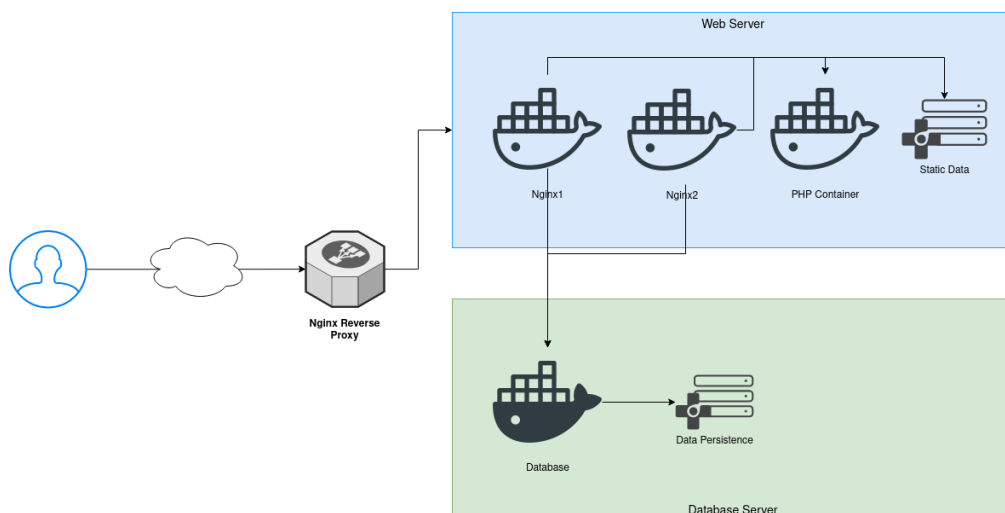 Web Server
Nginx1
Nginx2
PHP Container
Static Data
Nginx Reverse
Proxy
Database
Data Persistence
Database Server